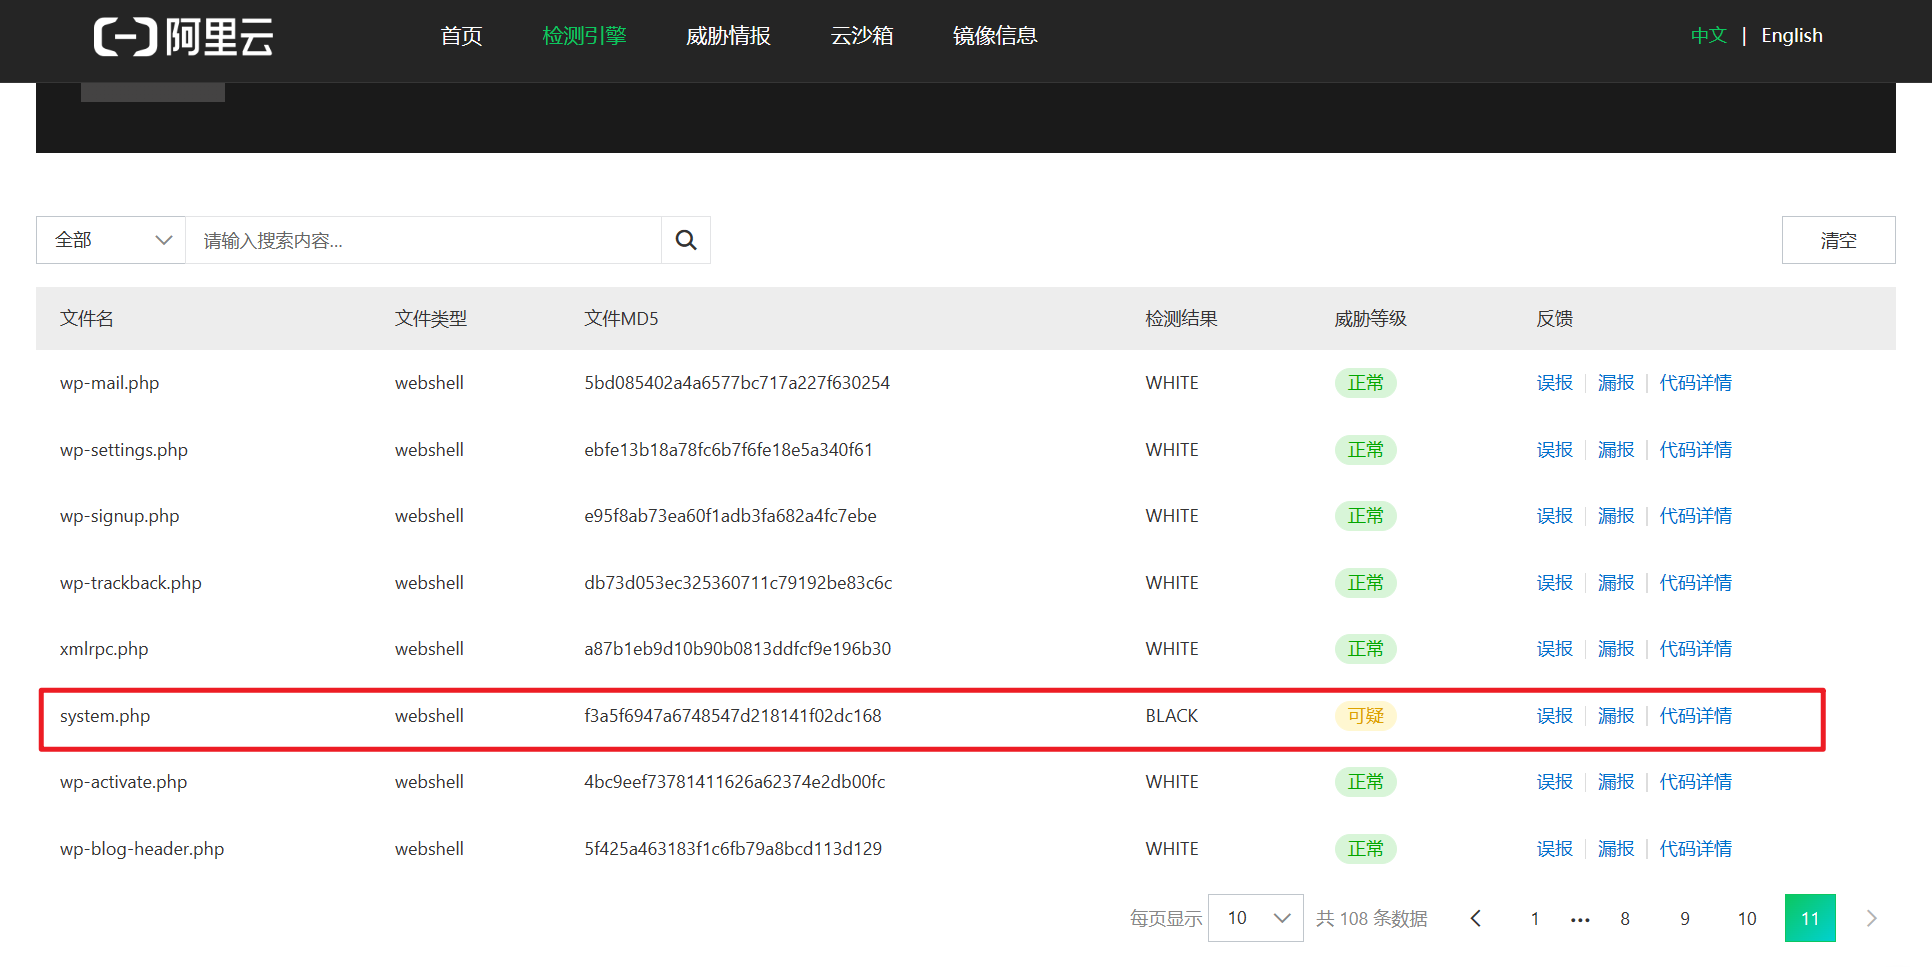 阿里云 首页 检测引擎 威胁情报 云沙箱 镜像信息 中文 | English
全部 请输入搜索内容... 清空
文件名 文件类型 文件MD5 检测结果 威胁等级 反馈
wp-mail.php webshell 5bd085402a4a6577bc717a227f630254 WHITE 正常 误报 漏报 代码详情
wp-settings.php webshell ebfe13b18a78fc6b7f6fe18e5a340f61 WHITE 正常 误报 漏报 代码详情
wp-signup.php webshell e95f8ab73ea60f1adb3fa682a4fc7ebe WHITE 正常 误报 漏报 代码详情
wp-trackback.php webshell db73d053ec325360711c79192be83c6c WHITE 正常 误报 漏报 代码详情
xmlrpc.php webshell a87b1eb9d10b90b0813ddfcf9e196b30 WHITE 正常 误报 漏报 代码详情
system.php webshell f3a5f6947a6748547d218141f02dc168 BLACK 可疑 误报 漏报 代码详情
wp-activate.php webshell 4bc9eef73781411626a62374e2db00fc WHITE 正常 误报 漏报 代码详情
wp-blog-header.php webshell 5f425a463183f1c6fb79a8bcd113d129 WHITE 正常 误报 漏报 代码详情
每页显示 10 共 108 条数据 1 ... 8 9 10 11